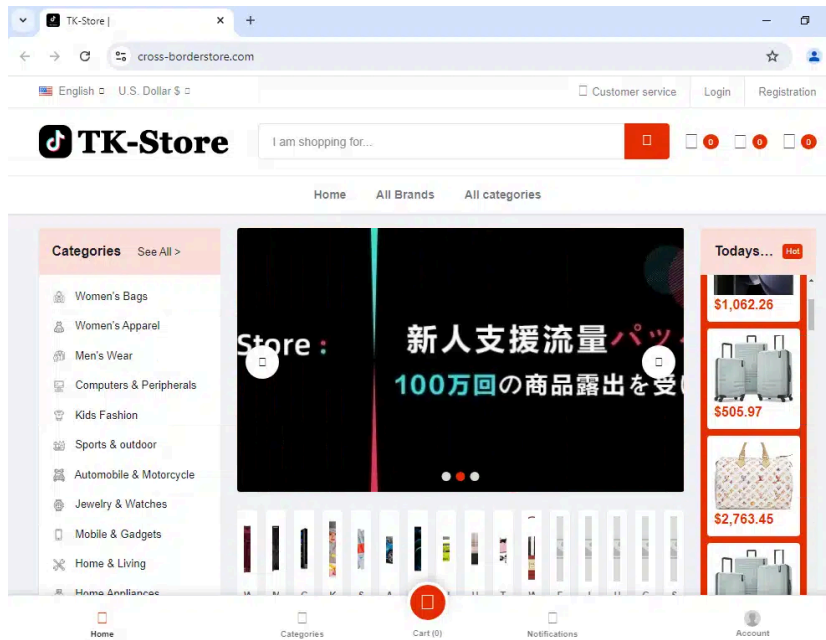 TK-Store |
cross-borderstore.com
English
U.S. Dollar $
Customer service
Login
Registration
TK-Store
I am shopping for...
0
0
0
Home
All Brands
All categories
Categories
See All >
Women's Bags
Women's Apparel
Men's Wear
Computers & Peripherals
Kids Fashion
Sports & outdoor
Automobile & Motorcycle
Jewelry & Watches
Mobile & Gadgets
Home & Living
Home Appliances
Store :
新人支援流量パッ
100万回の商品露出を受
Todays...
Hot
$1,062.26
$505.97
$2,763.45
Home
Categories
Cart (0)
Notifications
Account